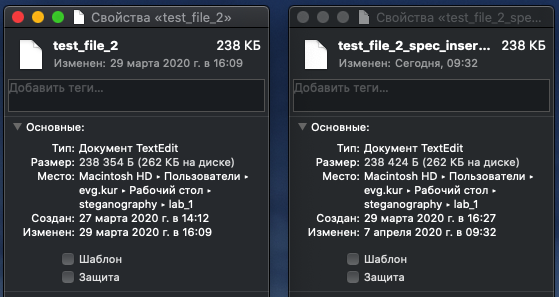 Свойства «test_file_2»
test_file_2 238 КБ
Изменен: 29 марта 2020 г. в 16:09
Добавить теги...
Основные:
Тип: Документ TextEdit
Размер: 238 354 Б (262 КБ на диске)
Место: Macintosh HD ▸ Пользователи ▸
evg.kur ▸ Рабочий стол ▸
steganography ▸ lab_1
Создан: 27 марта 2020 г. в 14:12
Изменен: 29 марта 2020 г. в 16:09
Шаблон
Защита
Свойства «test_file_2_spe...
test_file_2_spec_inser... 238 КБ
Изменен: Сегодня, 09:32
Добавить теги...
Основные:
Тип: Документ TextEdit
Размер: 238 424 Б (262 КБ на диске)
Место: Macintosh HD ▸ Пользователи ▸
evg.kur ▸ Рабочий стол ▸
steganography ▸ lab_1
Создан: 29 марта 2020 г. в 16:27
Изменен: 7 апреля 2020 г. в 09:32
Шаблон
Защита